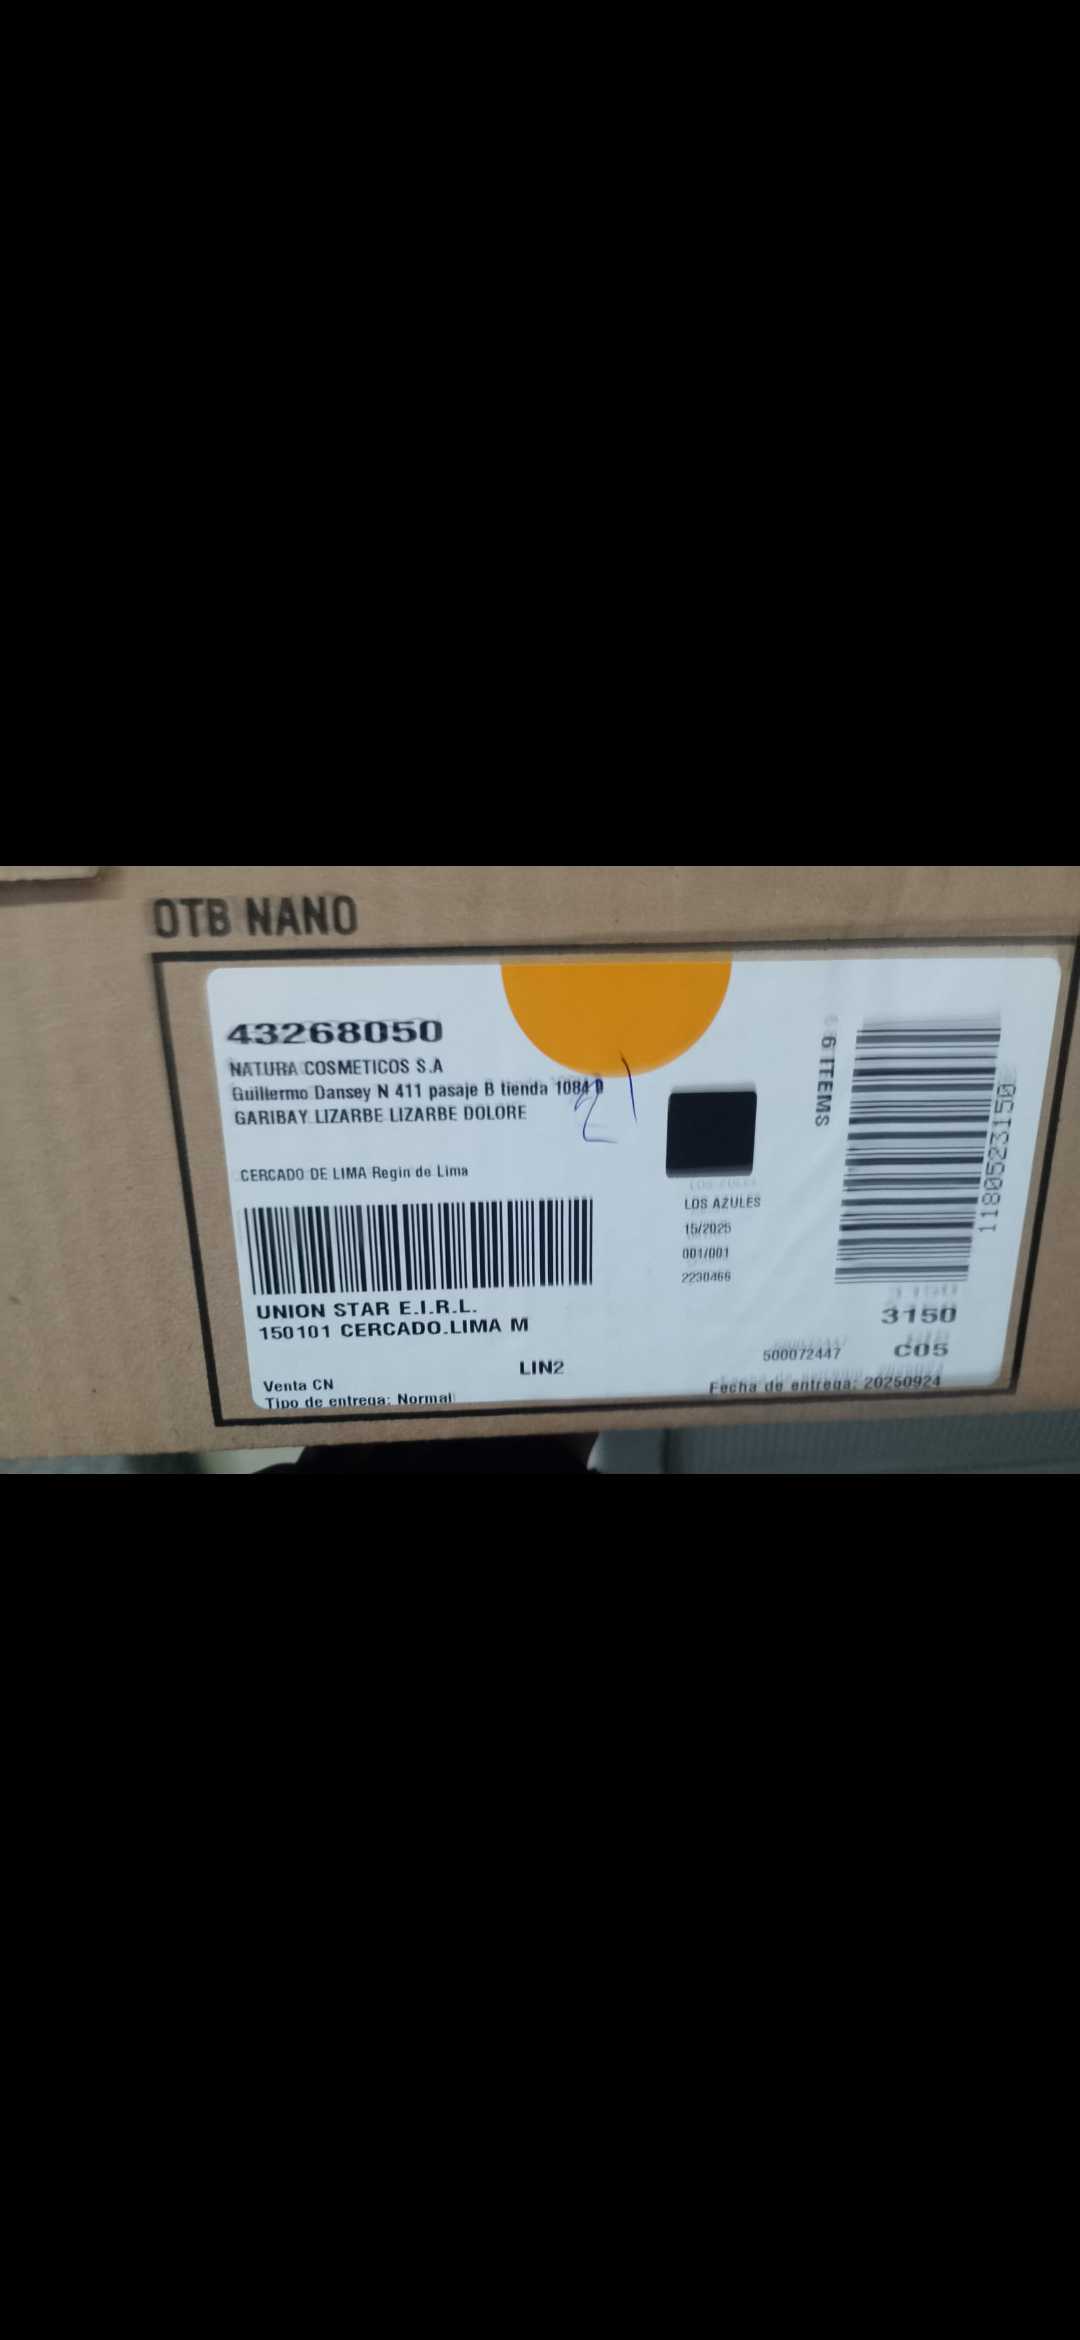 OTB NANO
43268050
NATURA COSMETICOS S.A
Guillermo Dansey N 411 pasaje B tienda 1084
GARIBAY LIZARBE LIZARBE DOLORE
CERCADO DE LIMA Regin de Lima
21
6 ITEMS
1180523150
LOS AZULES
15/2025
001/001
2230466
UNION STAR E.I.R.L.
150101 CERCADO.LIMA M
LIN2
3150
500072447 C05
Venta CN
Tipo de entrega: Normal
Fecha de entrega: 20250924